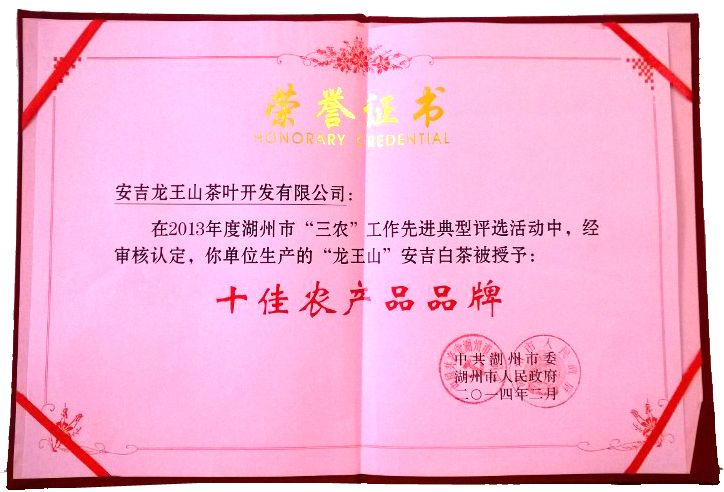 荣誉证书
HONORARY CREDENTIAL
安吉龙王山茶叶开发有限公司：
在2013年度湖州市“三农”工作先进典型评选活动中，经
审核认定，你单位生产的“龙王山”安吉白茶被授予：
十佳农产品品牌
中共湖州市委
湖州市人民政府
二〇一四年二月